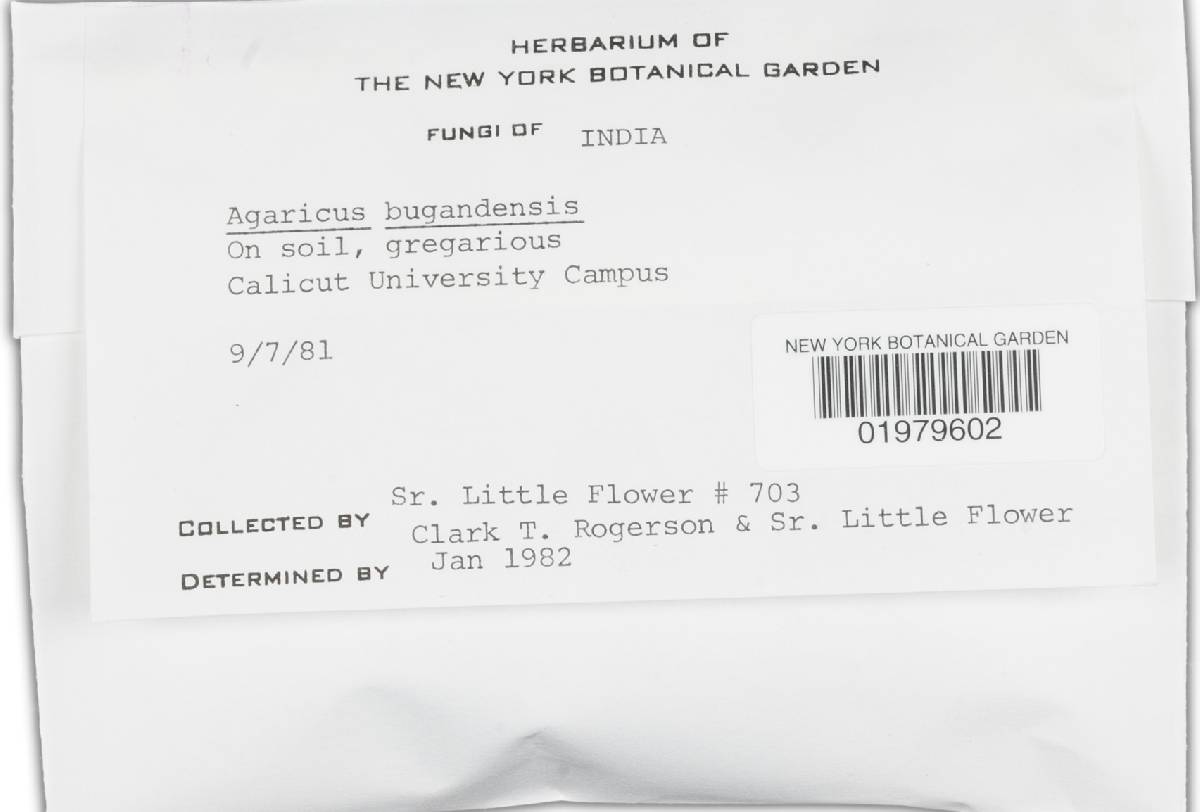 HERBARIUM OF
THE NEW YORK BOTANICAL GARDEN
FUNGI OF INDIA
Agaricus bugandensis
On soil, gregarious
Calicut University Campus
9/7/81
NEW YORK BOTANICAL GARDEN
01979602
Sr. Little Flower # 703
COLLECTED BY Clark T. Rogerson & Sr. Little Flower
Jan 1982
DETERMINED BY